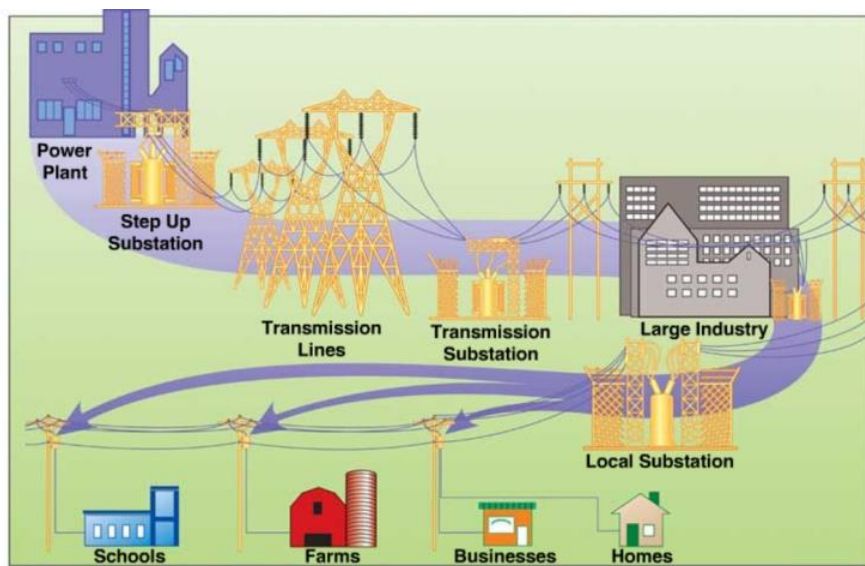 Power
Plant
Step Up
Substation
Transmission
Lines
Transmission
Substation
Large Industry
Local Substation
Schools
Farms
Businesses
Homes